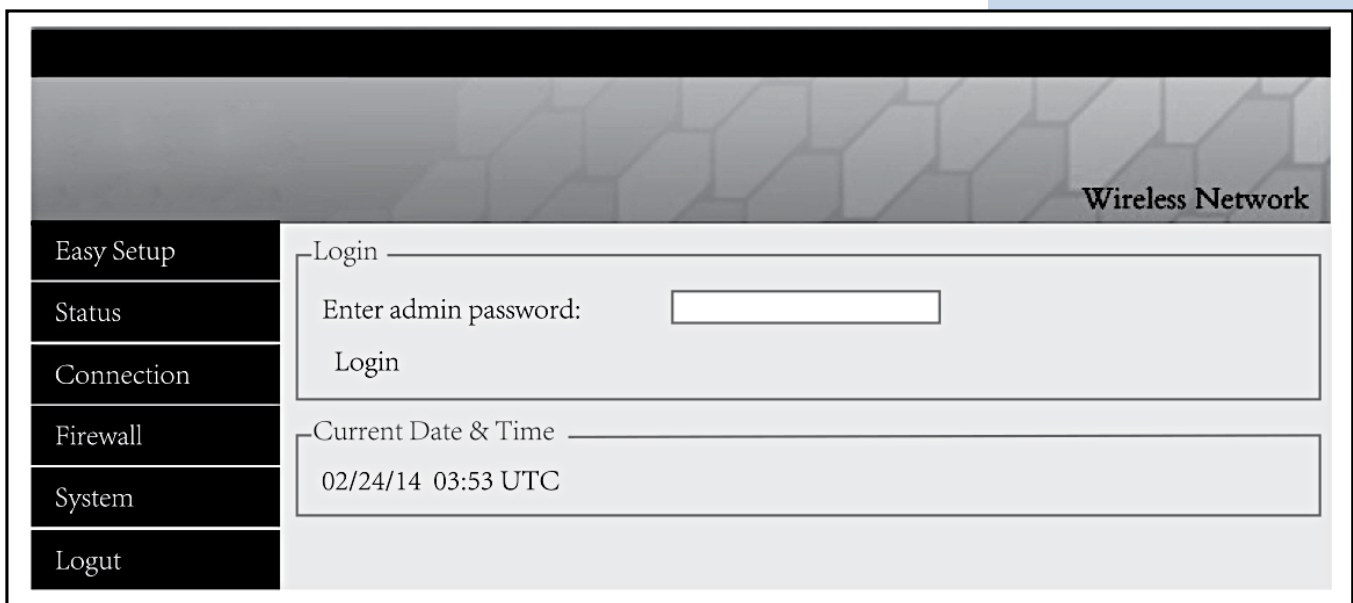 Wireless Network
Easy Setup
Status
Connection
Firewall
System
Logut
Login
Enter admin password:
Login
Current Date & Time
02/24/14 03:53 UTC